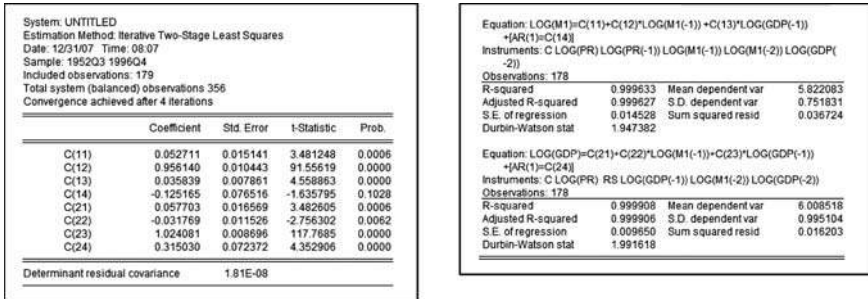 System: UNTITLED
Estimation Method: Iterative Two-Stage Least Squares
Date: 12/31/07 Time: 08:07
Sample: 1952Q3 1996Q4
Included observations: 179
Total system (balanced) observations 356
Convergence achieved after 4 iterations
Coefficient Std. Error t-Statistic Prob.
C(11) 0.052711 0.015141 3.481248 0.0006
C(12) 0.956140 0.010443 91.55619 0.0000
C(13) 0.035839 0.007861 4.558863 0.0000
C(14) -0.125165 0.076516 -1.635795 0.1028
C(21) 0.057703 0.016569 3.482605 0.0006
C(22) -0.031769 0.011526 -2.756302 0.0062
C(23) 1.024081 0.008696 117.7685 0.0000
C(24) 0.315030 0.072372 4.352906 0.0000
Determinant residual covariance 1.81E-08
Equation: LOG(M1)=C(11)+C(12)*LOG(M1(-1)) +C(13)*LOG(GDP(-1))
+[AR(1)=C(14)]
Instruments: C LOG(PR) LOG(PR(-1)) LOG(M1(-1)) LOG(M1(-2)) LOG(GDP(
-2))
Observations: 178
R-squared 0.999633 Mean dependent var 5.822083
Adjusted R-squared 0.999627 S.D. dependent var 0.751831
S.E. of regression 0.014528 Sum squared resid 0.036724
Durbin-Watson stat 1.947382
Equation: LOG(GDP)=C(21)+C(22)*LOG(M1(-1))+C(23)*LOG(GDP(-1))
+[AR(1)=C(24)]
Instruments: C LOG(PR) RS LOG(GDP(-1)) LOG(M1(-2)) LOG(GDP(-2))
Observations: 178
R-squared 0.999908 Mean dependent var 6.008518
Adjusted R-squared 0.999906 S.D. dependent var 0.995104
S.E. of regression 0.009650 Sum squared resid 0.016203
Durbin-Watson stat 1.991618